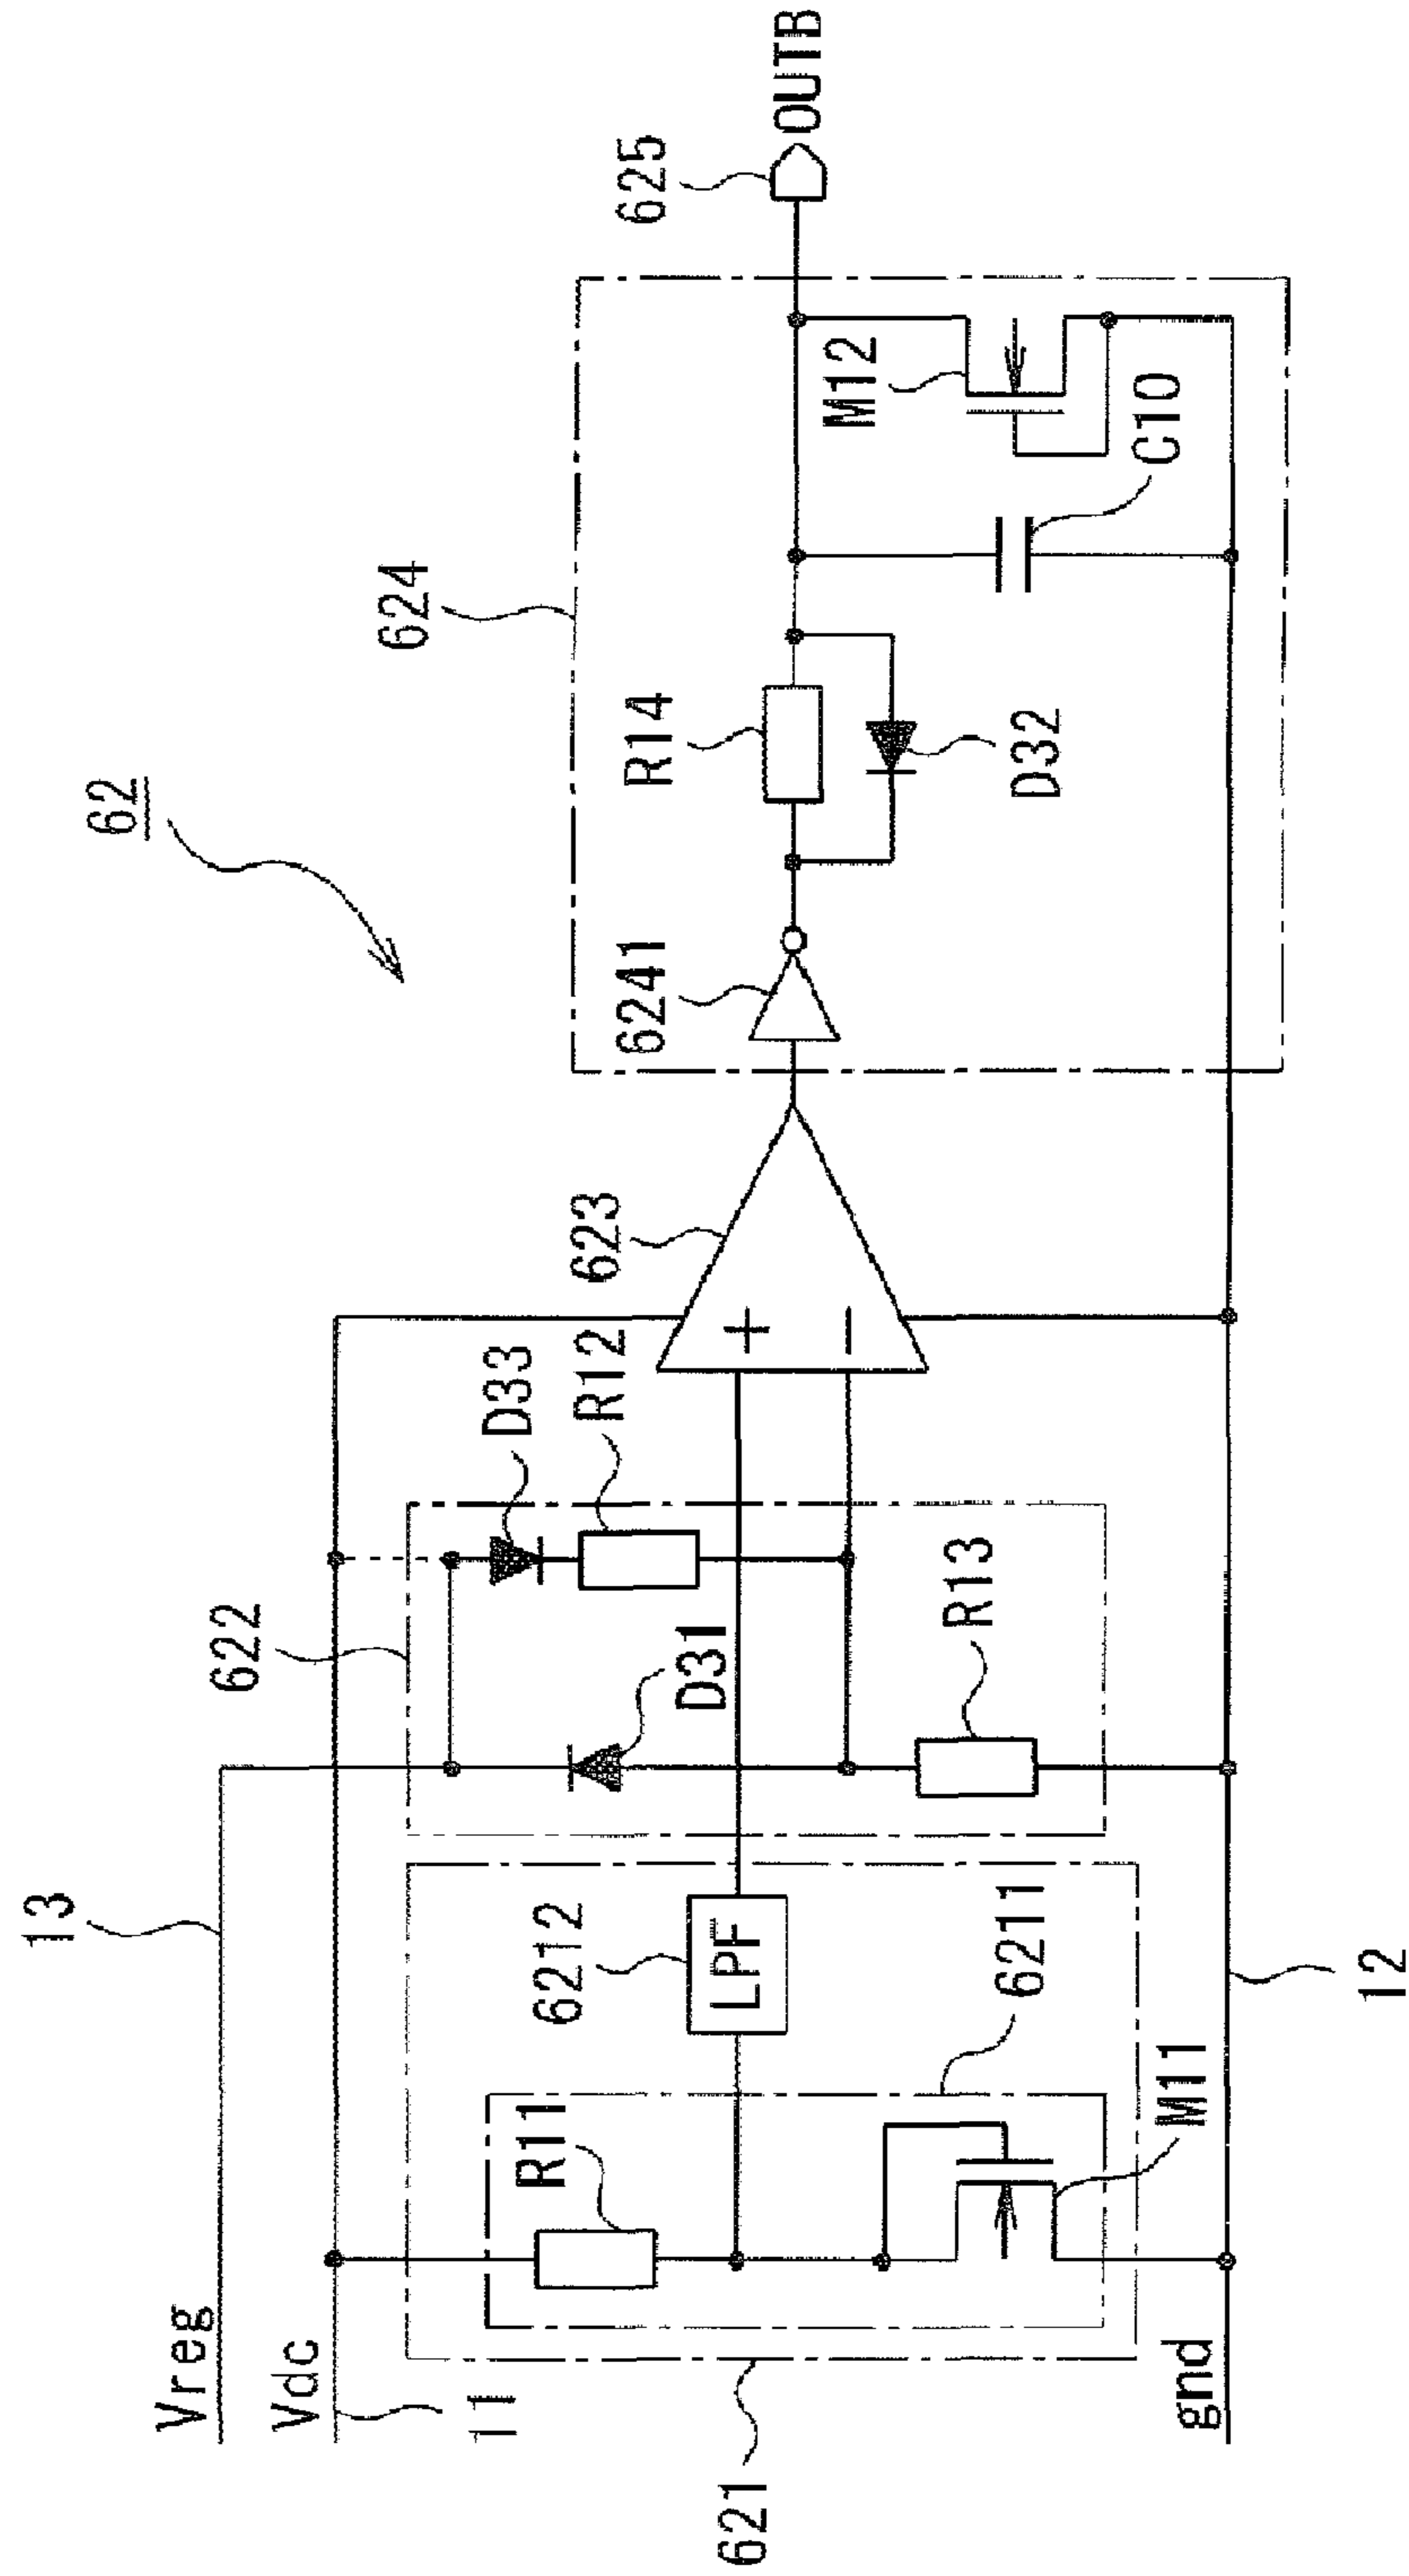 62
13
Vreg
Vdc
11
622
D33
R12
D31
623
624
625
OUTB
6241
R14
D32
M12
C10
R11
6212
LPF
6211
R13
M11
gnd
12
621
+
−